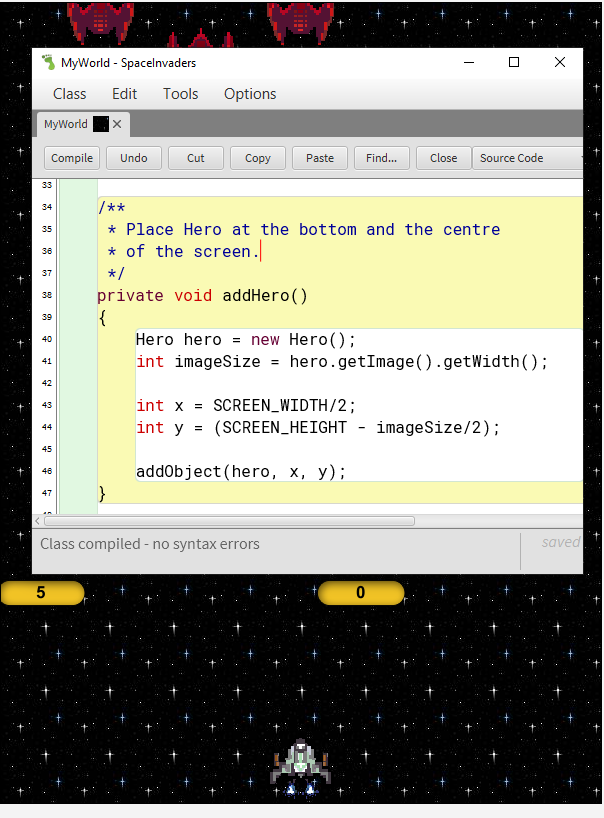 MyWorld - SpaceInvaders
Class Edit Tools Options
MyWorld
Compile Undo Cut Copy Paste Find... Close Source Code
33
34 /**
35 * Place Hero at the bottom and the centre
36 * of the screen.
37 */
38 private void addHero()
39 {
40 Hero hero = new Hero();
41 int imageSize = hero.getImage().getWidth();
42
43 int x = SCREEN_WIDTH/2;
44 int y = (SCREEN_HEIGHT - imageSize/2);
45
46 addObject(hero, x, y);
47 }
Class compiled - no syntax errors saved
5 0